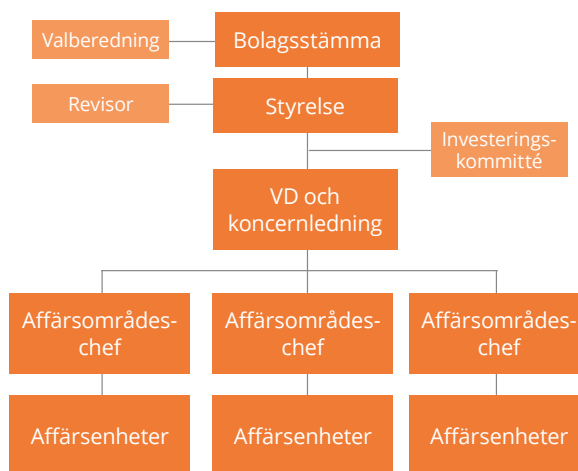 Valberedning
Bolagsstämma
Revisor
Styrelse
Investerings-
kommitté
VD och
koncernledning
Affärsområdes-
chef
Affärsområdes-
chef
Affärsområdes-
chef
Affärsenheter
Affärsenheter
Affärsenheter